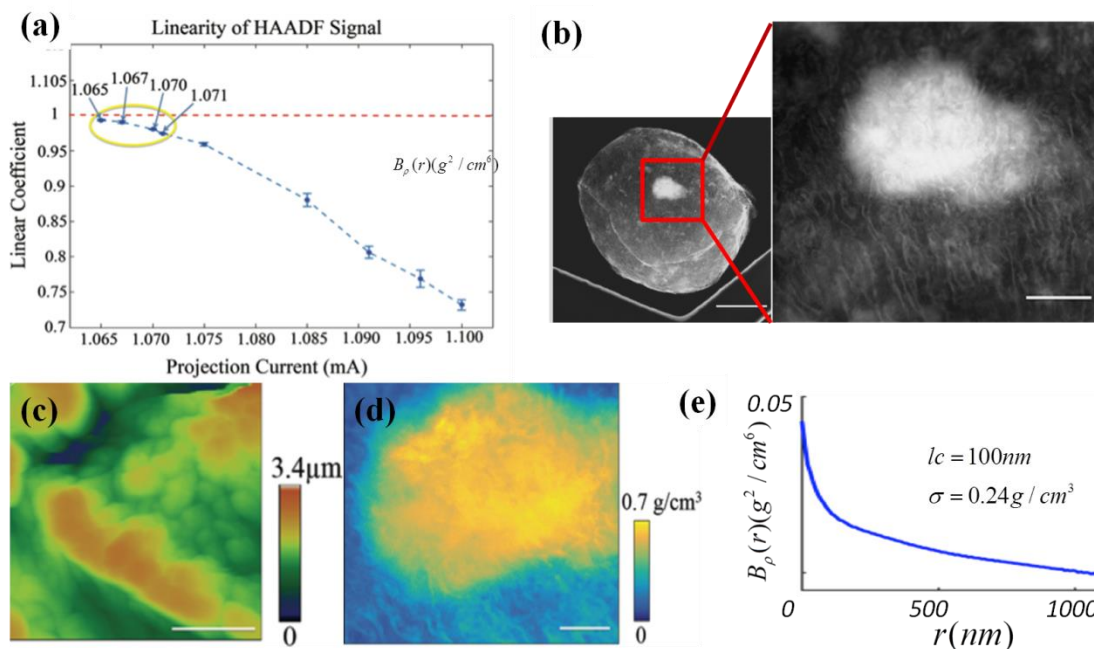 (a)
Linearity of HAADF Signal
1.105
1
0.95
0.9
0.85
0.8
0.75
0.7
Linear Coefficient
1.065
1.067
1.070
1.071
B_ρ(r)(g²/cm⁶)
1.065 1.070 1.075 1.080 1.085 1.090 1.095 1.100
Projection Current (mA)
(b)
(c)
3.4μm
0
(d)
0.7 g/cm³
0
(e)
0.05
B_ρ(r)(g²/cm⁶)
lc = 100nm
σ = 0.24g/cm³
0 500 1000
r(nm)